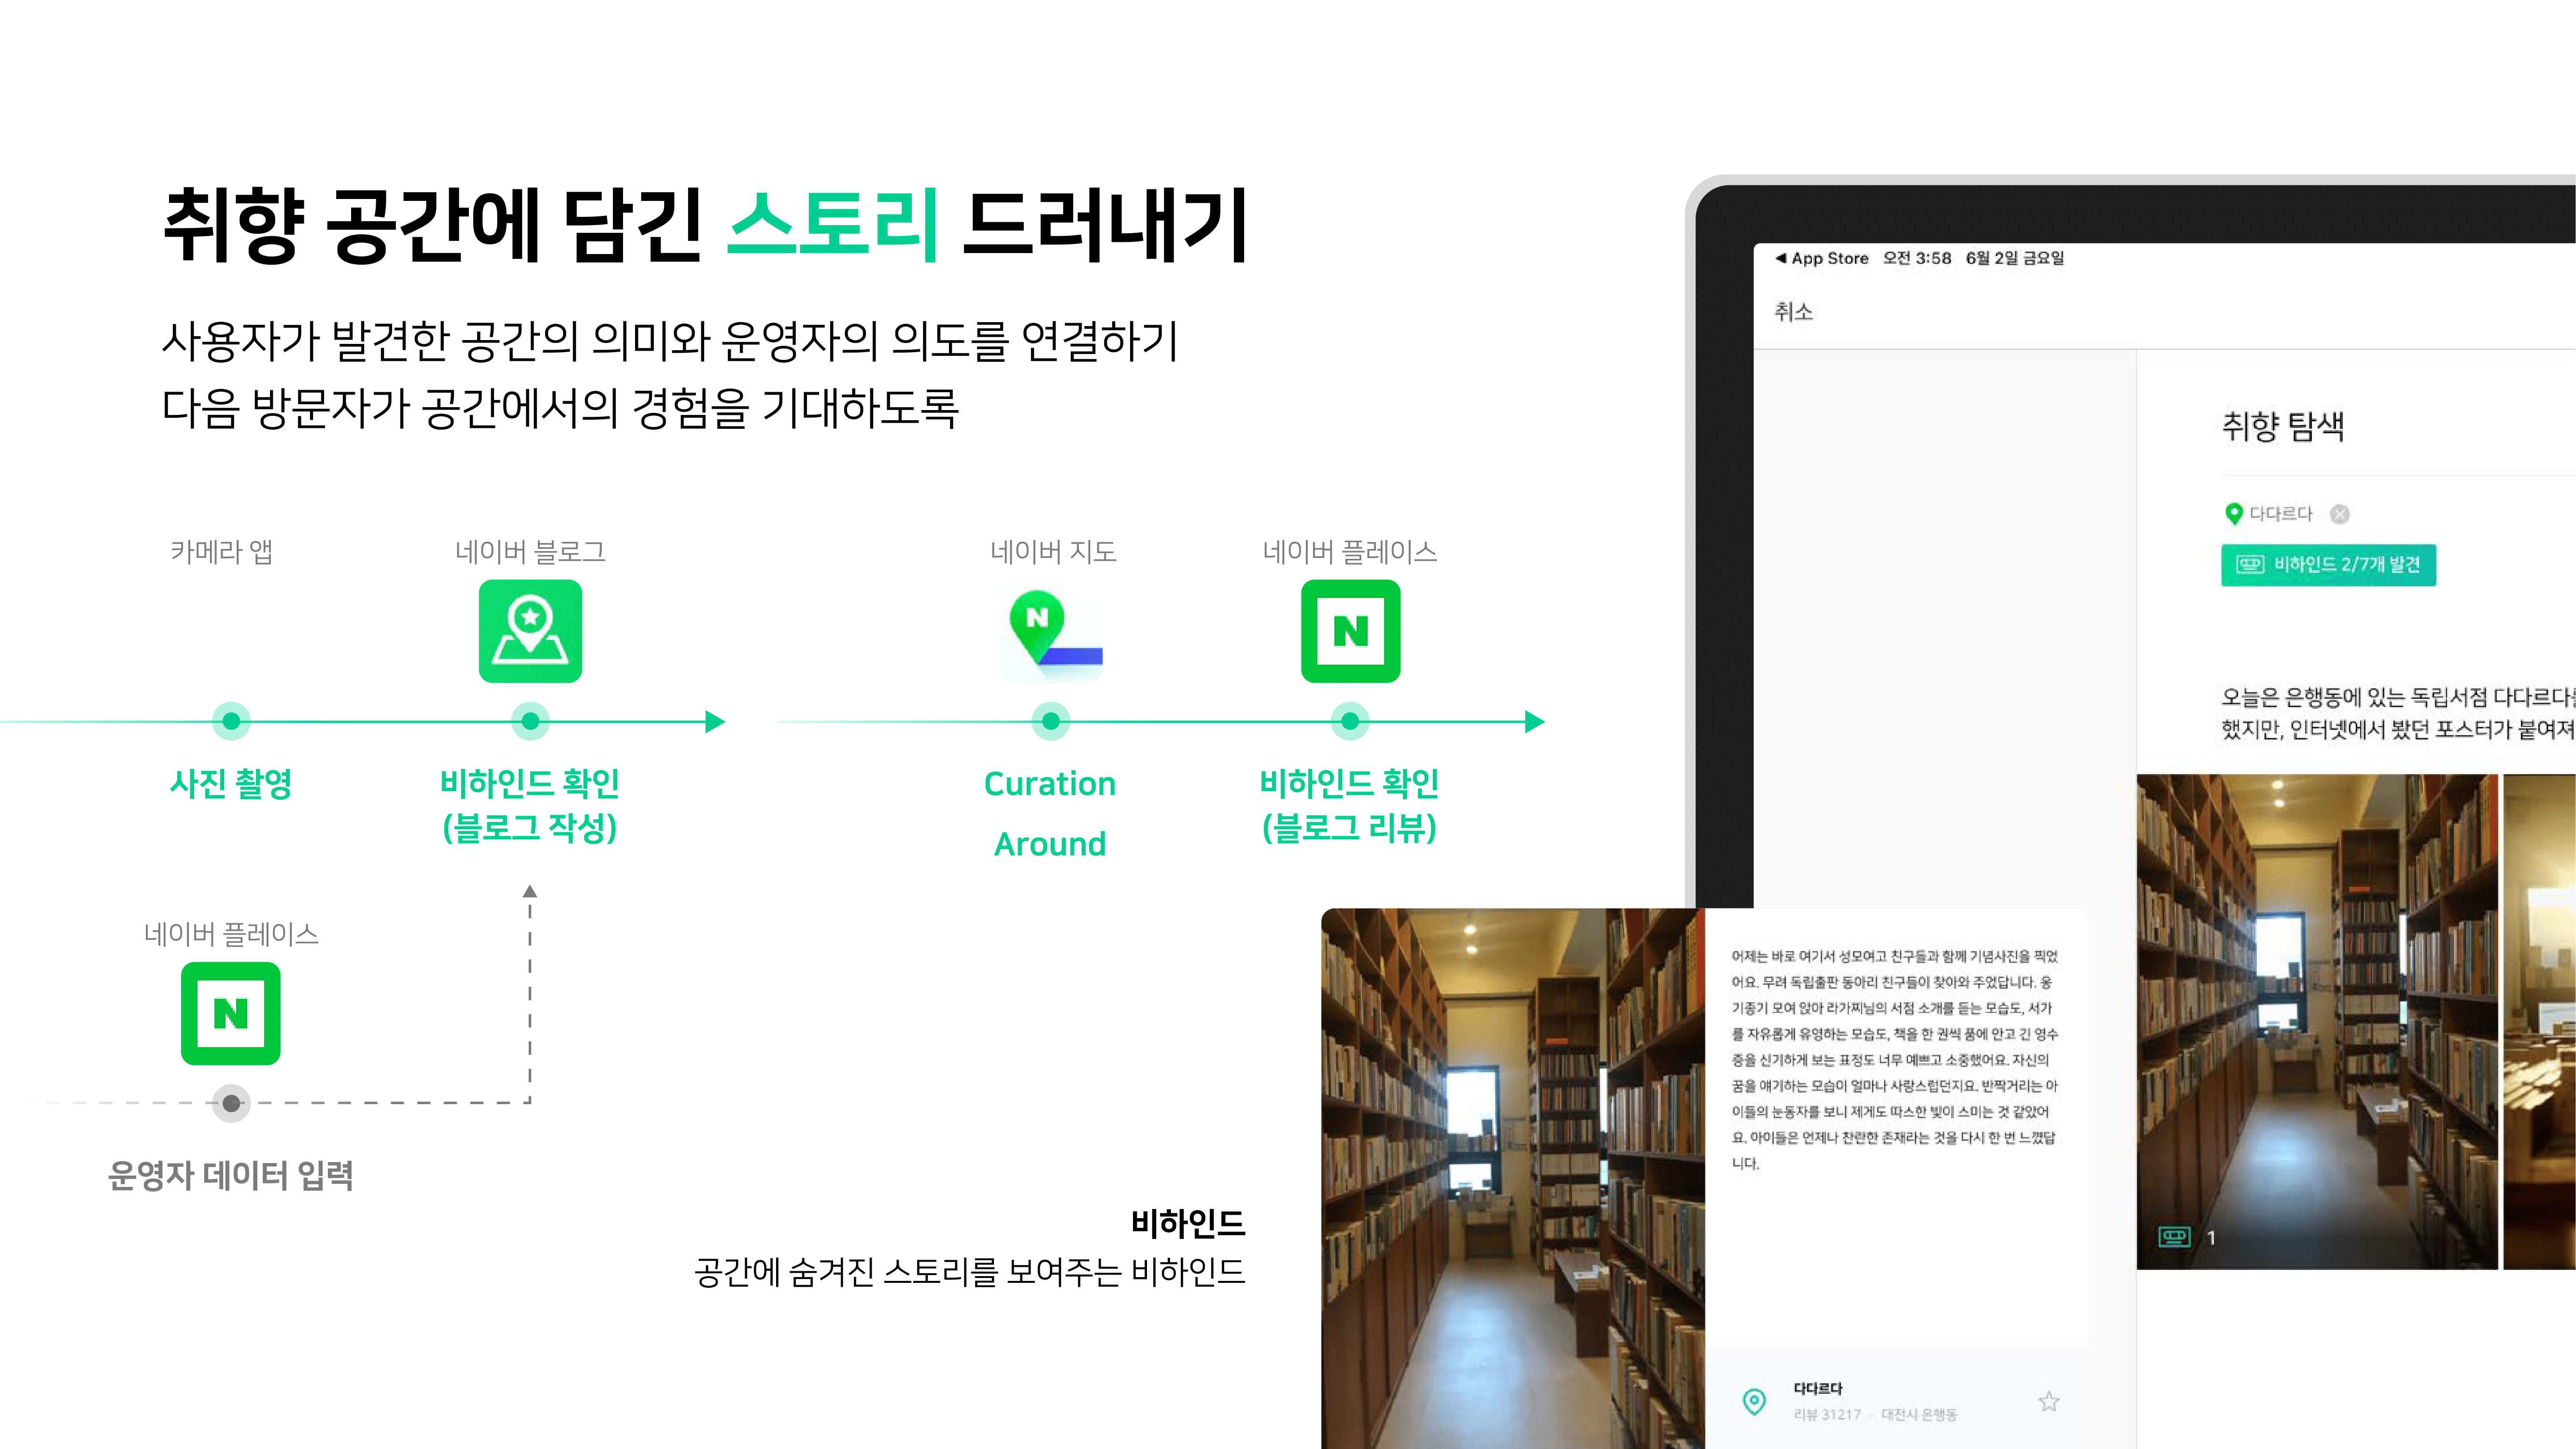 취향 공간에 담긴 스토리 드러내기
사용자가 발견한 공간의 의미와 운영자의 의도를 연결하기
다음 방문자가 공간에서의 경험을 기대하도록
카메라 앱
네이버 블로그
사진 촬영
비하인드 확인
(블로그 작성)
네이버 지도
네이버 플레이스
N
N
Curation
Around
비하인드 확인
(블로그 리뷰)
네이버 플레이스
N
운영자 데이터 입력
비하인드
공간에 숨겨진 스토리를 보여주는 비하인드
◀ App Store 오전 3:58 6월 2일 금요일
취소
취향 탐색
다다르다
비하인드 2/7개 발견
오늘은 은행동에 있는 독립서점 다다르다를
했지만, 인터넷에서 봤던 포스터가 붙여져
1
어제는 바로 여기서 성모여고 친구들과 함께 기념사진을 찍었
어요. 무려 독립출판 동아리 친구들이 찾아와 주었답니다. 옹
기종기 모여 앉아 라가찌님의 서점 소개를 듣는 모습도, 서가
를 자유롭게 유영하는 모습도, 책을 한 권씩 품에 안고 긴 영수
증을 신기하게 보는 표정도 너무 예쁘고 소중했어요. 자신의
꿈을 얘기하는 모습이 얼마나 사랑스럽던지요. 반짝거리는 아
이들의 눈동자를 보니 제게도 따스한 빛이 스미는 것 같았어
요. 아이들은 언제나 찬란한 존재라는 것을 다시 한 번 느꼈답
니다.
다다르다
리뷰 31217 · 대전시 은행동